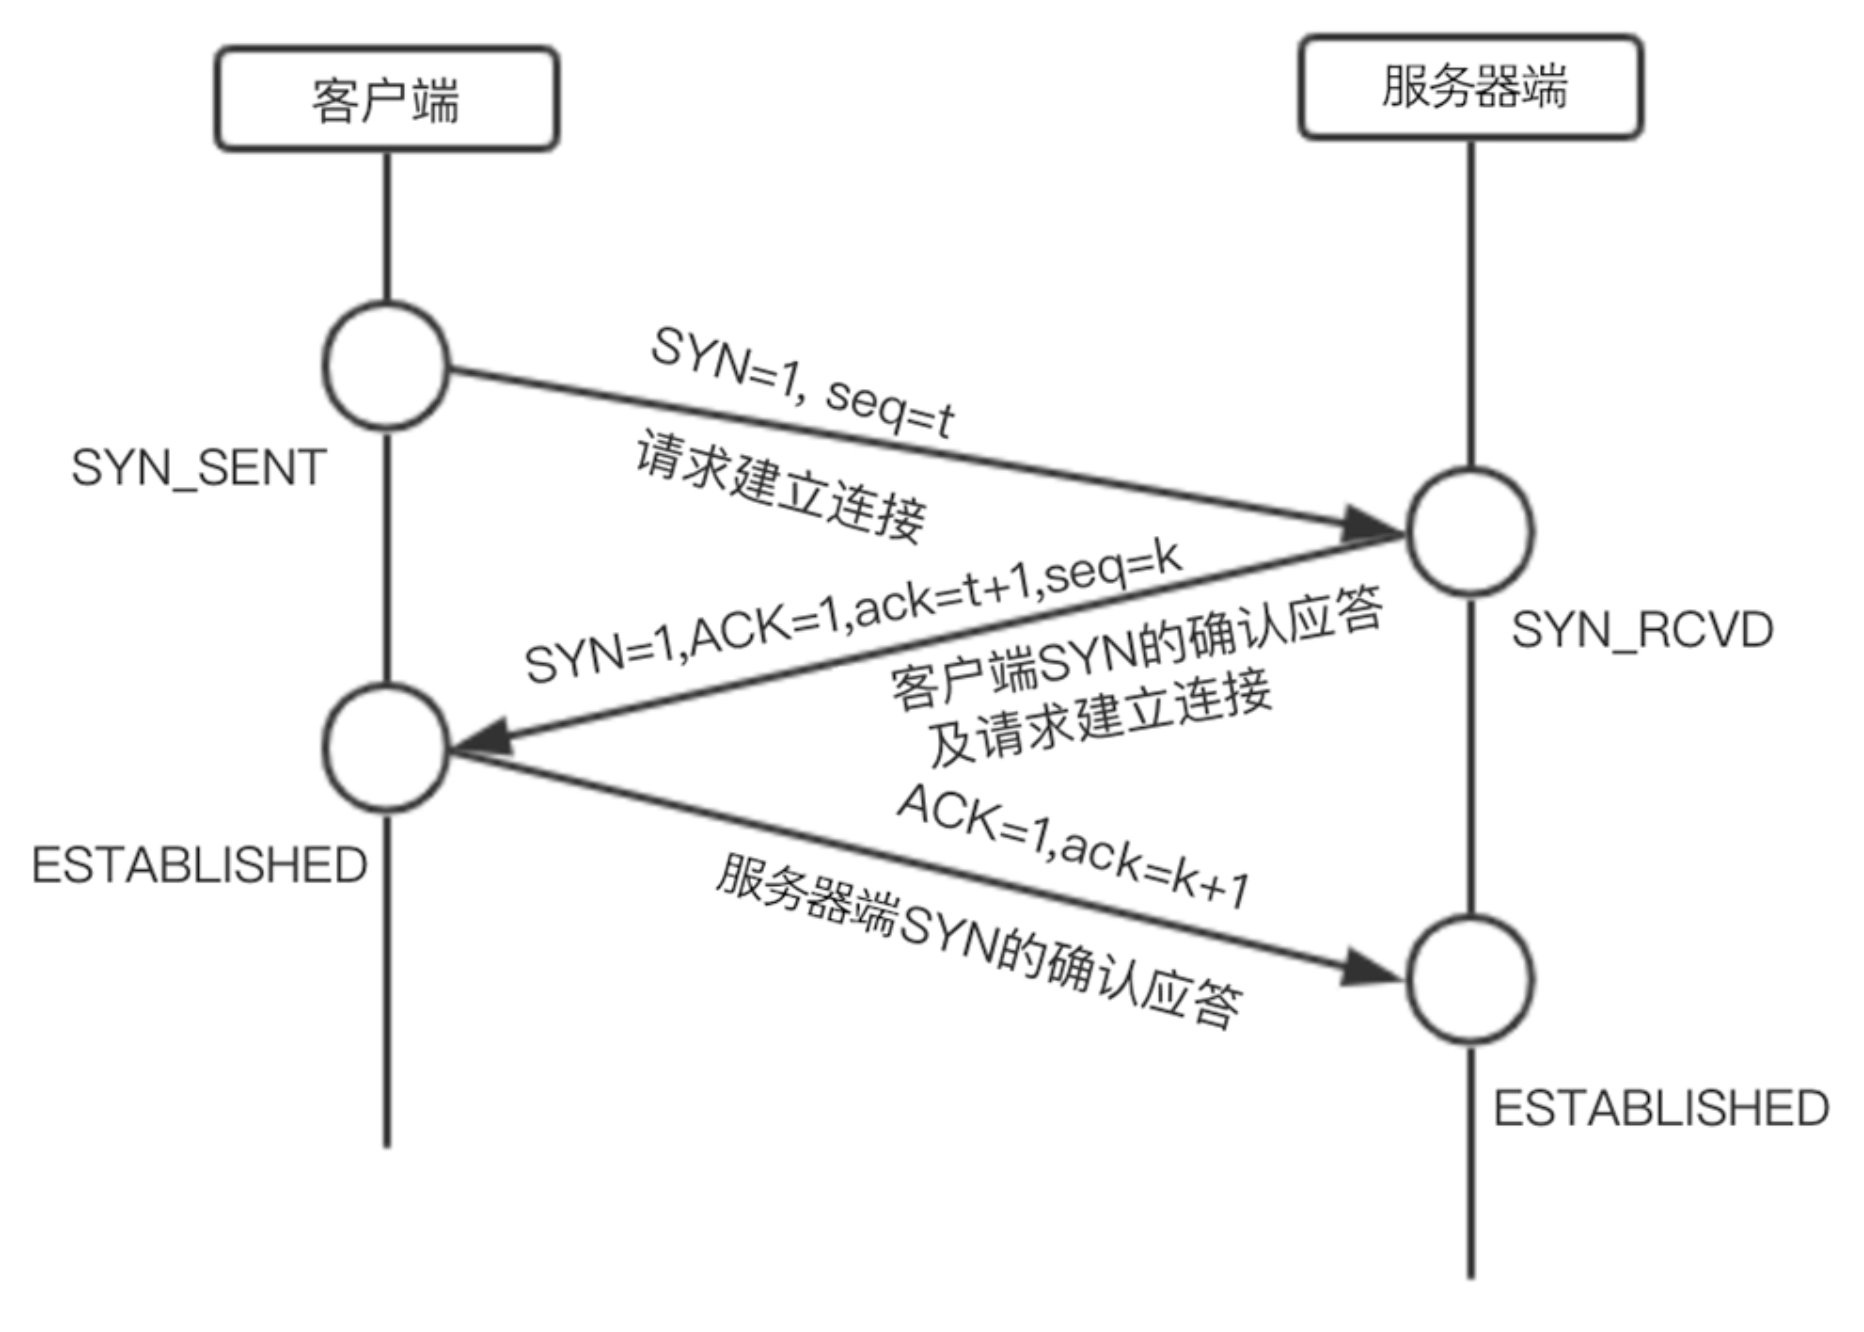 客户端
服务器端
SYN=1, seq=t
请求建立连接
SYN_SENT
SYN=1,ACK=1,ack=t+1,seq=k
客户端SYN的确认应答
及请求建立连接
SYN_RCVD
ACK=1,ack=k+1
服务器端SYN的确认应答
ESTABLISHED
ESTABLISHED